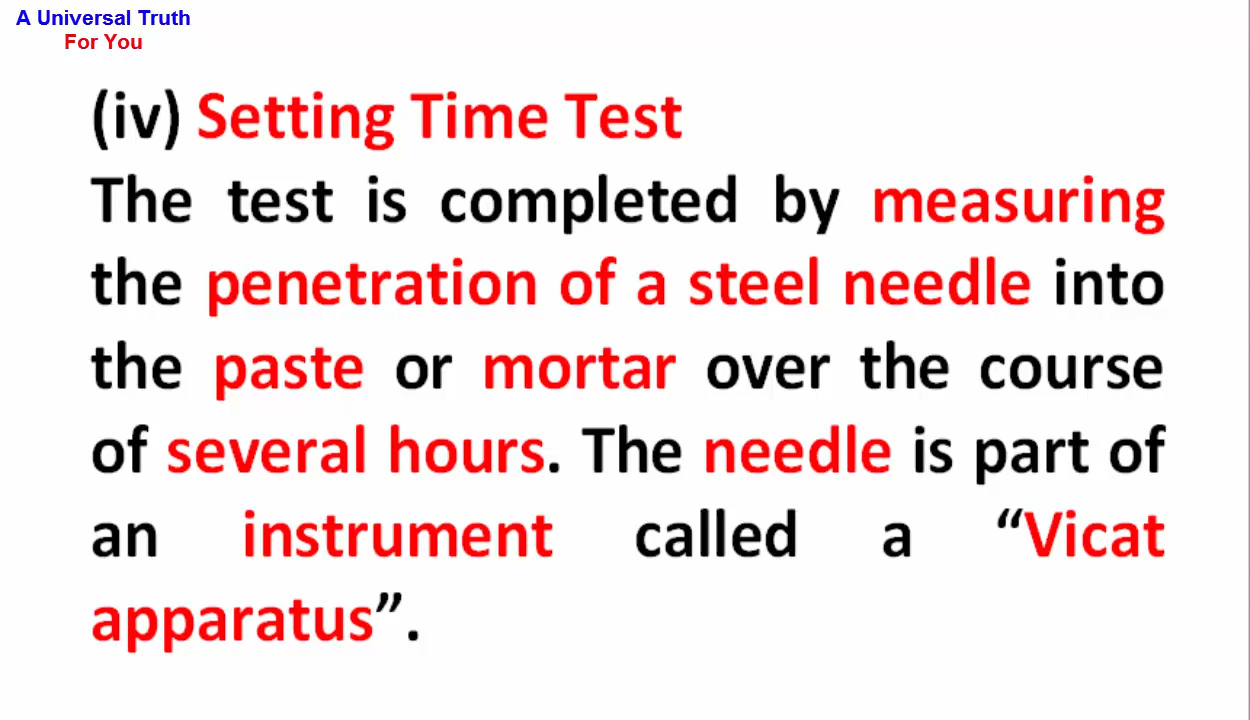 A Universal Truth
For You
(iv) Setting Time Test
The test is completed by measuring
the penetration of a steel needle into
the paste or mortar over the course
of several hours. The needle is part of
an instrument called a “Vicat
apparatus”.